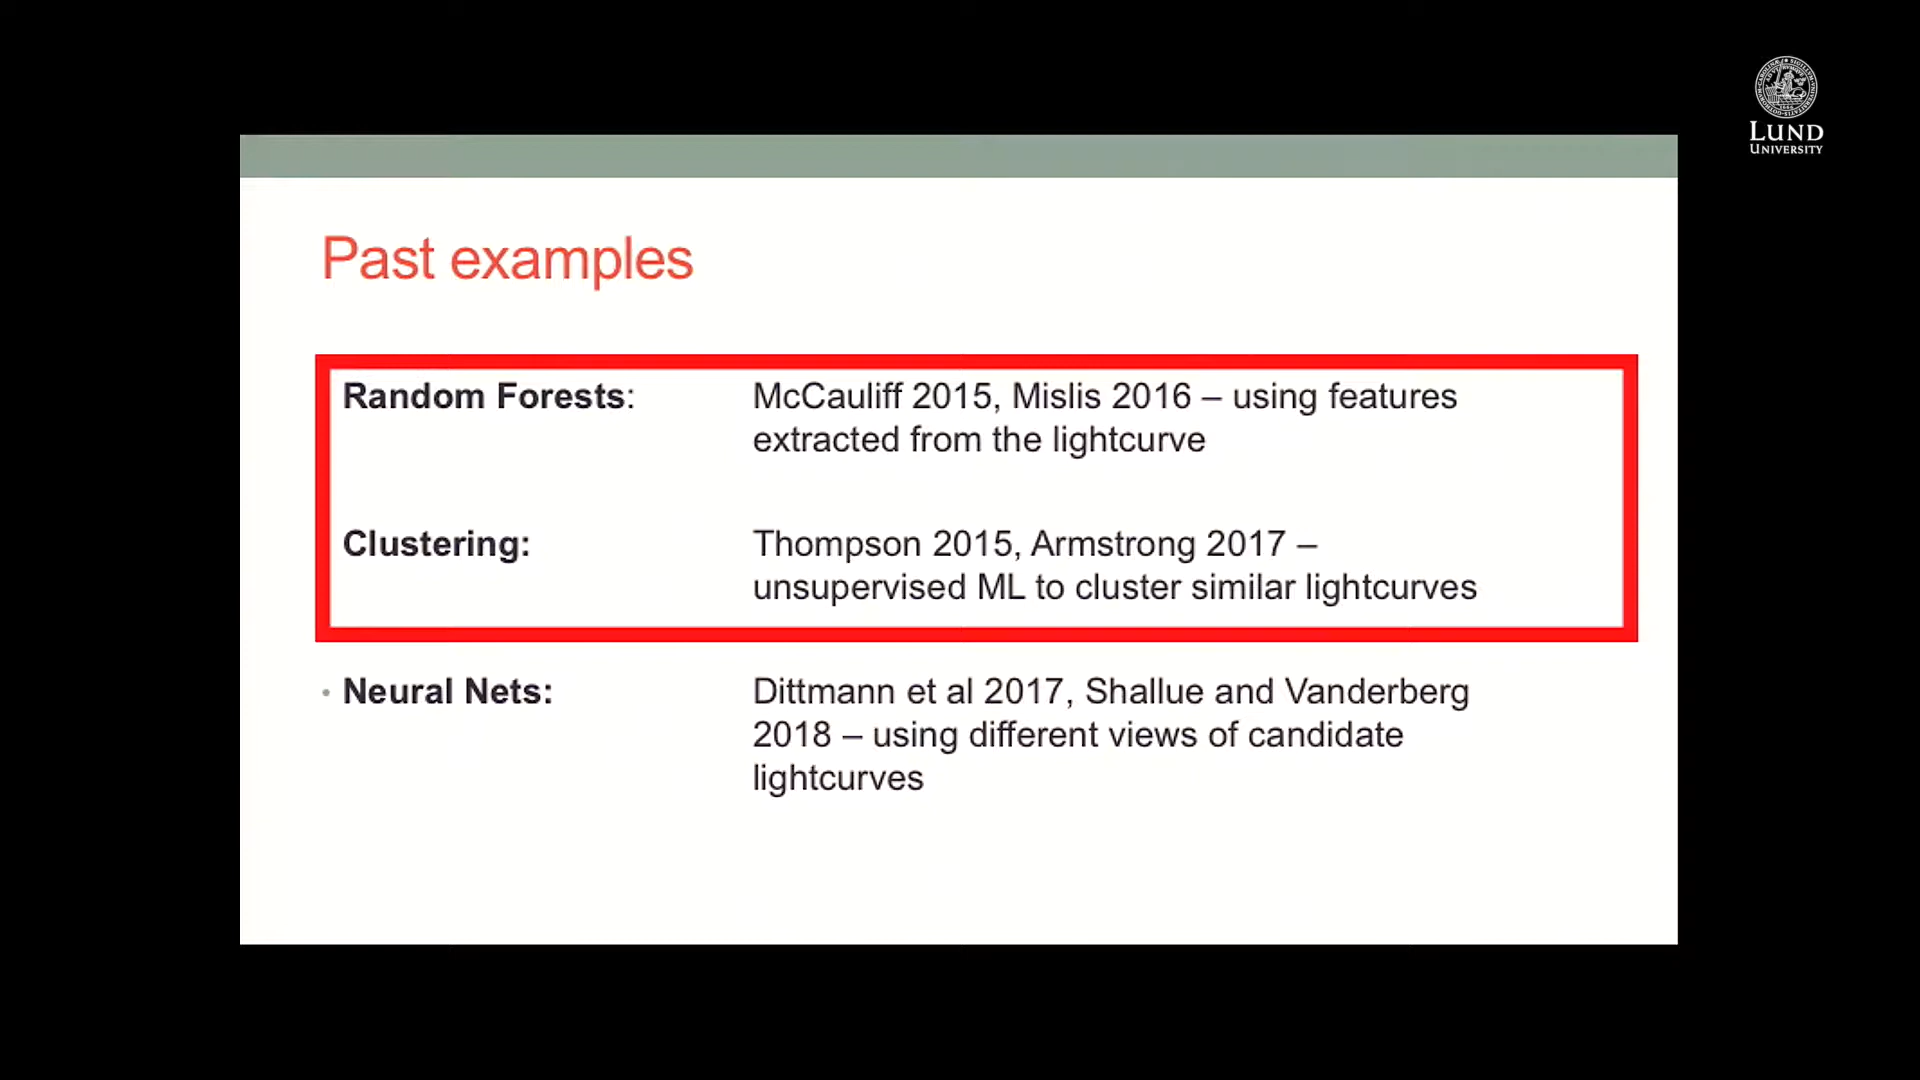 LUND
UNIVERSITY
Past examples
Random Forests: McCauliff 2015, Mislis 2016 – using features
extracted from the lightcurve
Clustering: Thompson 2015, Armstrong 2017 –
unsupervised ML to cluster similar lightcurves
• Neural Nets: Dittmann et al 2017, Shallue and Vanderberg
2018 – using different views of candidate
lightcurves